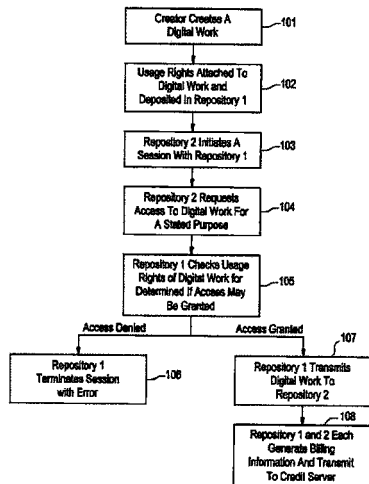 Creator Creates A
Digital Work
101
Usage Rights Attached To
Digital Work and
Deposited In Repository 1
102
Repository 2 Initiates A
Session With Repository 1
103
Repository 2 Requests
Access To Digital Work For
A Stated Purpose
104
Repository 1 Checks Usage
Rights of Digital Work for
Determined If Access May
Be Granted
105
Access Denied
Access Granted
Repository 1
Terminates Session
with Error
106
107
Repository 1 Transmits
Digital Work To
Repository 2
108
Repository 1 and 2 Each
Generate Billing
Information And Transmit
To Credit Server